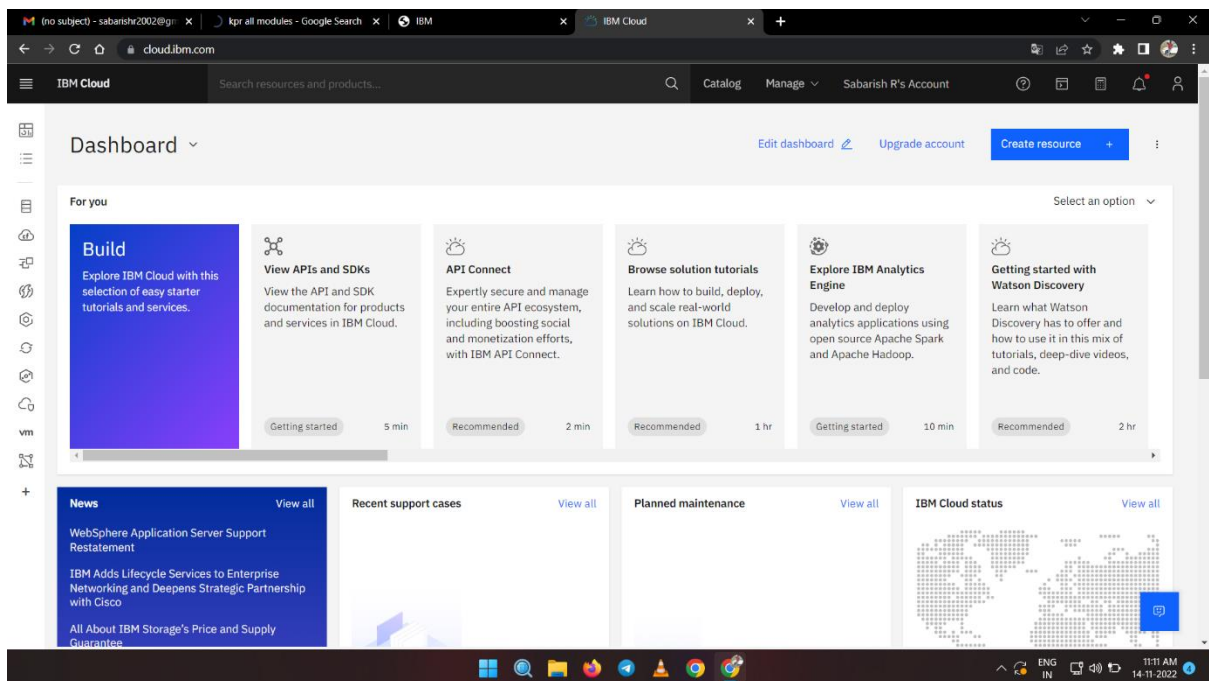 (no subject) - sabarishr2002@gm
kpr all modules - Google Search
IBM
IBM Cloud
cloud.ibm.com
IBM Cloud
Search resources and products...
Catalog
Manage
Sabarish R's Account
Dashboard
Edit dashboard
Upgrade account
Create resource +
For you
Select an option
Build
Explore IBM Cloud with this
selection of easy starter
tutorials and services.
View APIs and SDKs
View the API and SDK
documentation for products
and services in IBM Cloud.
Getting started 5 min
API Connect
Expertly secure and manage
your entire API ecosystem,
including boosting social
and monetization efforts,
with IBM API Connect.
Recommended 2 min
Browse solution tutorials
Learn how to build, deploy,
and scale real-world
solutions on IBM Cloud.
Recommended 1 hr
Explore IBM Analytics
Engine
Develop and deploy
analytics applications using
open source Apache Spark
and Apache Hadoop.
Getting started 10 min
Getting started with
Watson Discovery
Learn what Watson
Discovery has to offer and
how to use it in this mix of
tutorials, deep-dive videos,
and code.
Recommended 2 hr
vm
News View all
WebSphere Application Server Support
Restatement
IBM Adds Lifecycle Services to Enterprise
Networking and Deepens Strategic Partnership
with Cisco
All About IBM Storage's Price and Supply
Guarantee
Recent support cases View all
Planned maintenance View all
IBM Cloud status View all
ENG
IN
11:11 AM
14-11-2022
4